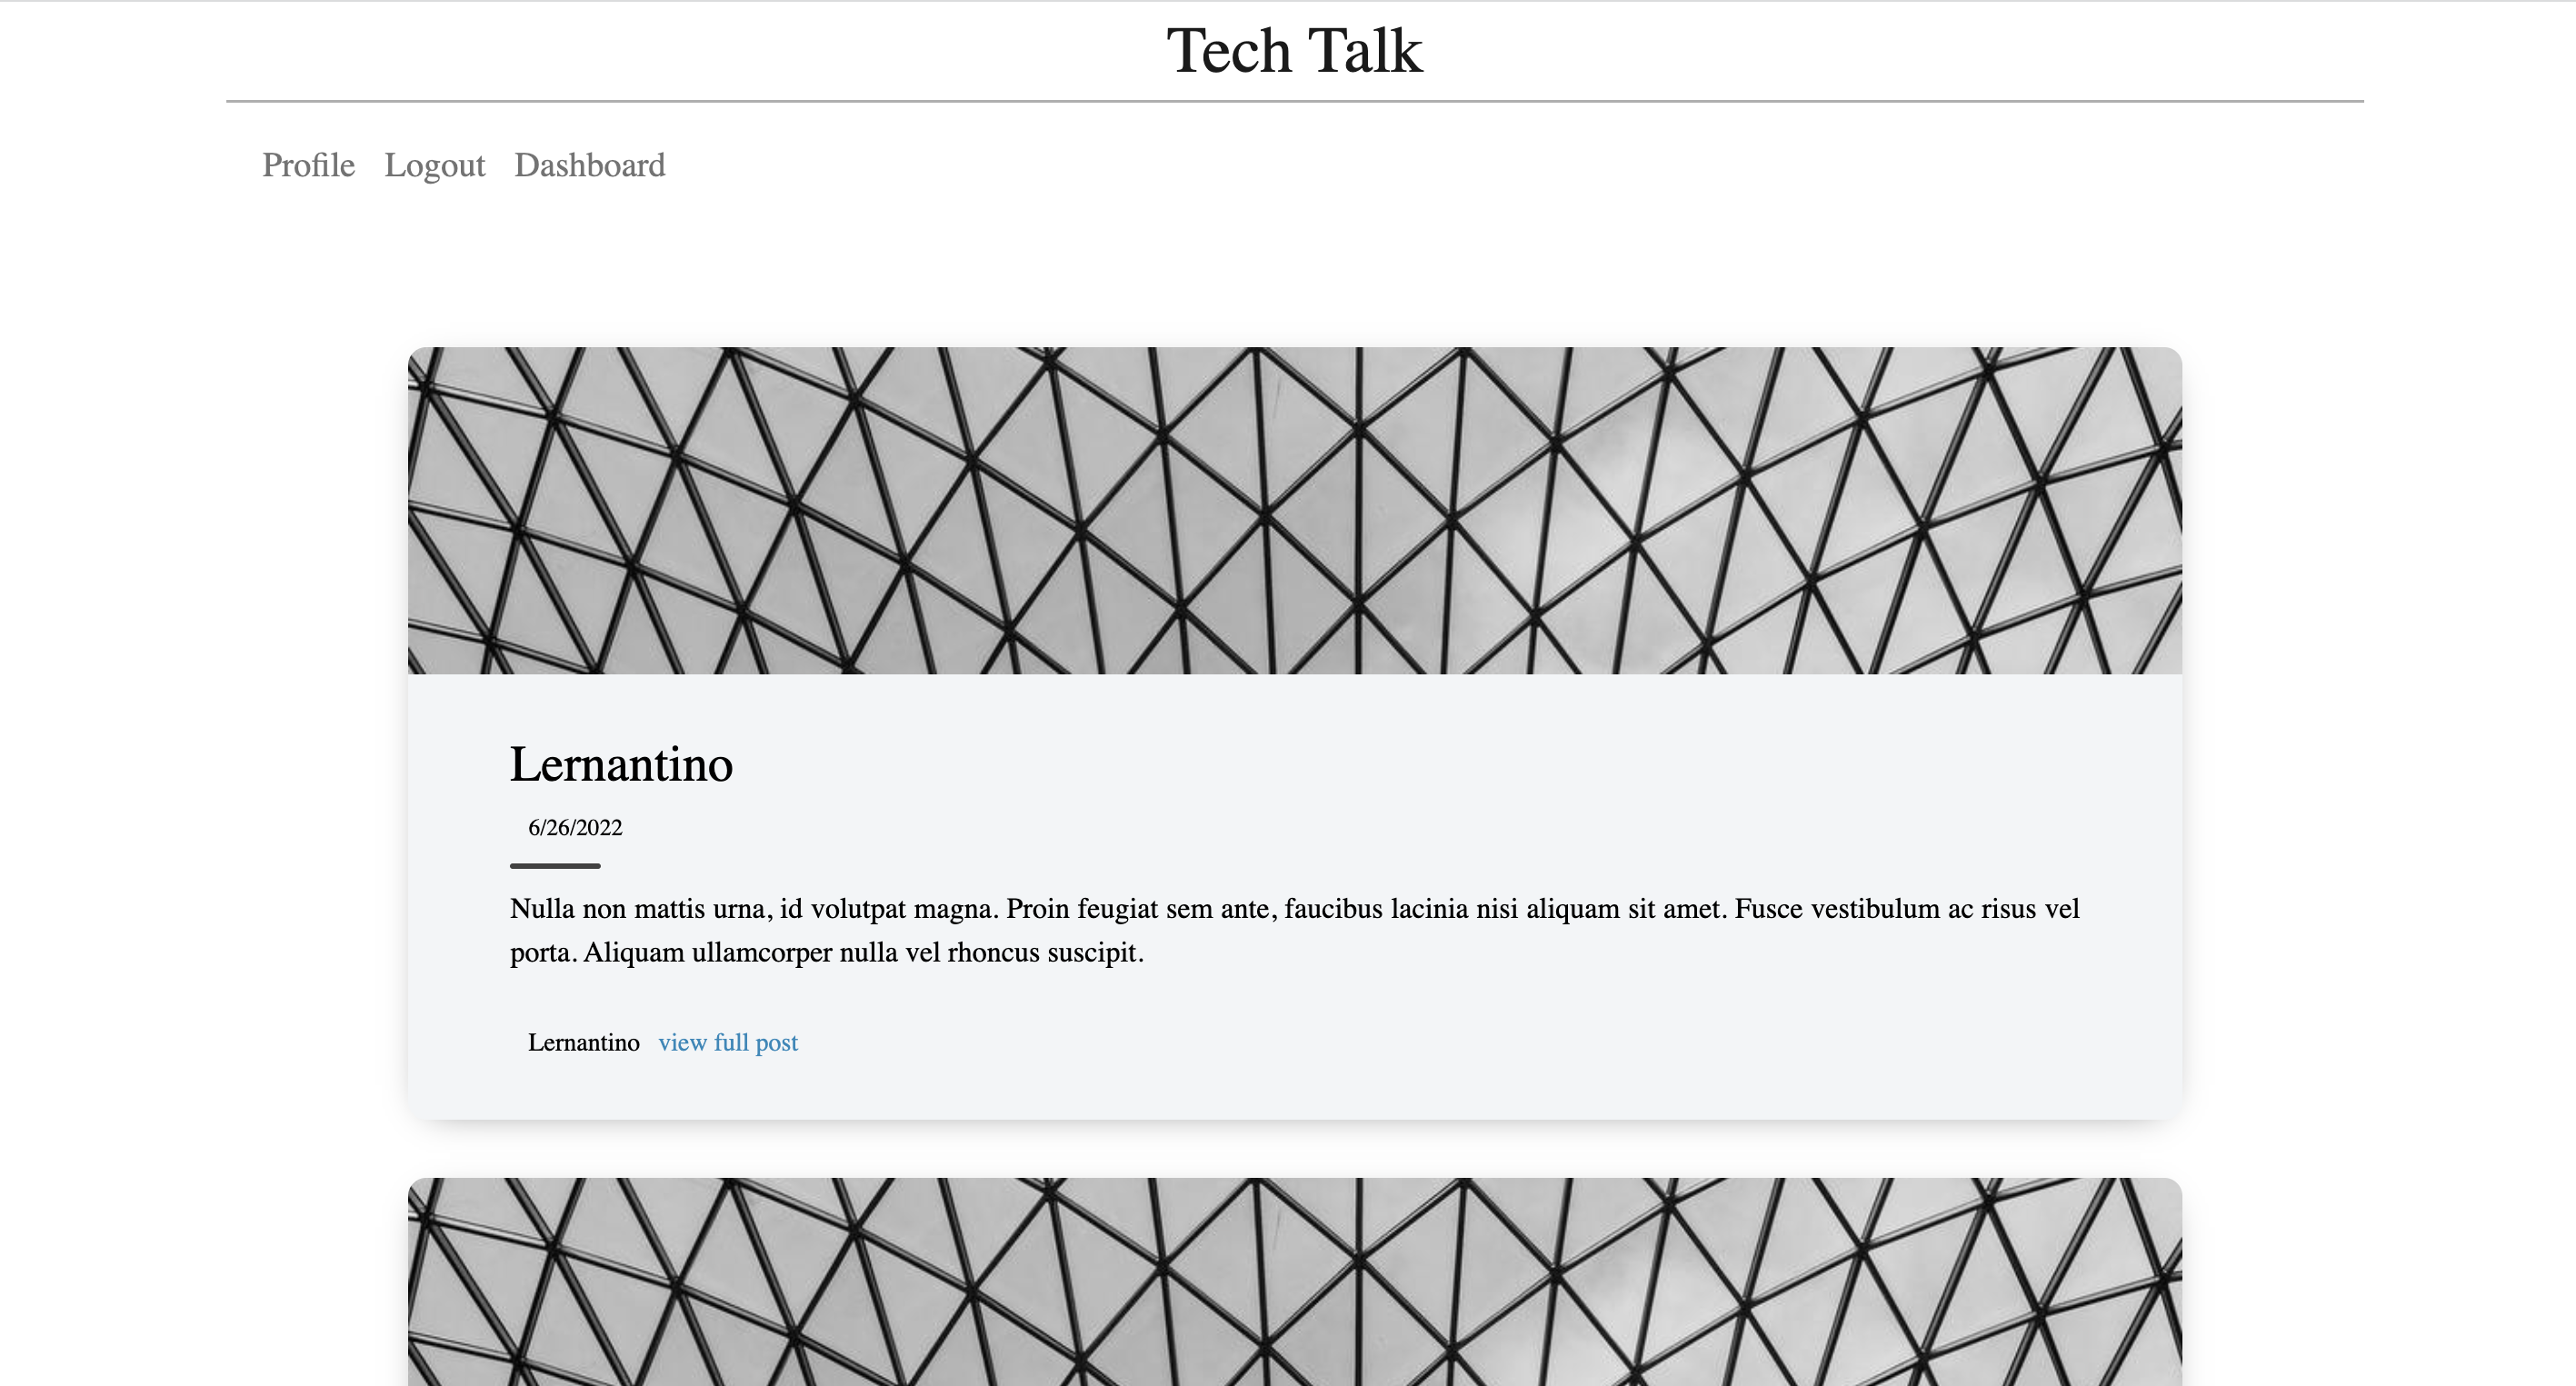 Tech Talk
Profile Logout Dashboard
Lernantino
6/26/2022
Nulla non mattis urna, id volutpat magna. Proin feugiat sem ante, faucibus lacinia nisi aliquam sit amet. Fusce vestibulum ac risus vel
porta. Aliquam ullamcorper nulla vel rhoncus suscipit.
Lernantino view full post